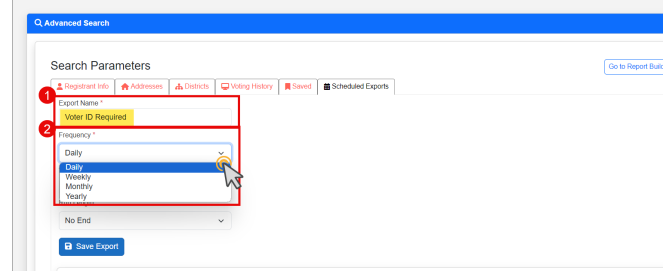 Advanced Search
Search Parameters
Go to Report Build
Registrant Info Addresses Districts Voting History Saved Scheduled Exports
1
Export Name *
Voter ID Required
2
Frequency *
Daily
Daily
Weekly
Monthly
Yearly
No End
Save Export